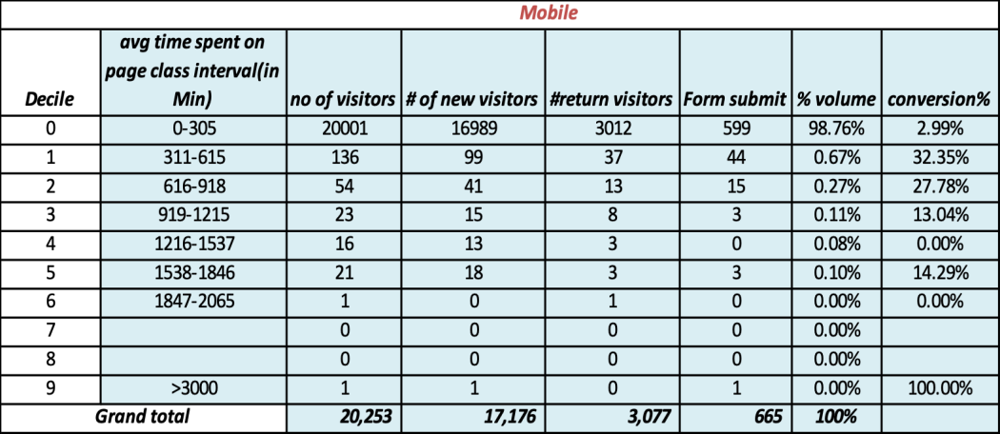 Mobile
Decile avg time spent on page class interval(in Min) no of visitors # of new visitors #return visitors Form submit % volume conversion%
0 0-305 20001 16989 3012 599 98.76% 2.99%
1 311-615 136 99 37 44 0.67% 32.35%
2 616-918 54 41 13 15 0.27% 27.78%
3 919-1215 23 15 8 3 0.11% 13.04%
4 1216-1537 16 13 3 0 0.08% 0.00%
5 1538-1846 21 18 3 3 0.10% 14.29%
6 1847-2065 1 0 1 0 0.00% 0.00%
7 0 0 0 0 0.00%
8 0 0 0 0 0.00%
9 >3000 1 1 0 1 0.00% 100.00%
Grand total 20,253 17,176 3,077 665 100%